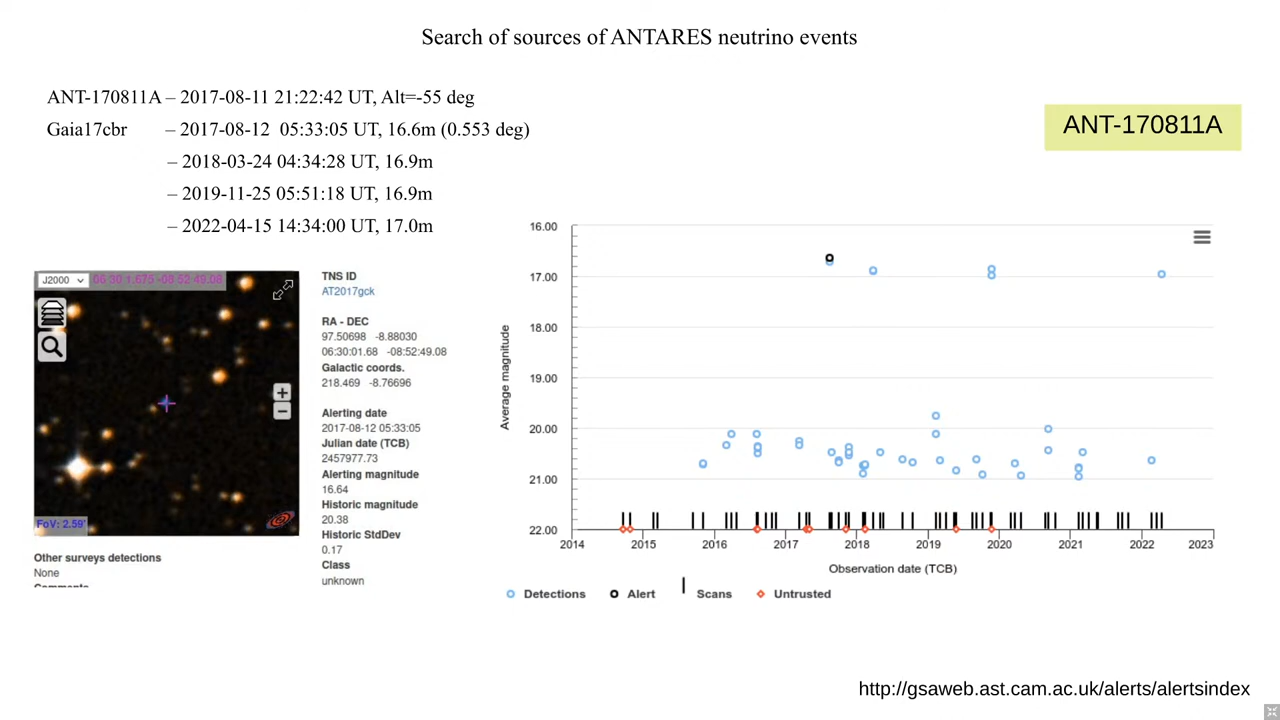 Search of sources of ANTARES neutrino events
ANT-170811A – 2017-08-11 21:22:42 UT, Alt=-55 deg
Gaia17cbr – 2017-08-12 05:33:05 UT, 16.6m (0.553 deg)
– 2018-03-24 04:34:28 UT, 16.9m
– 2019-11-25 05:51:18 UT, 16.9m
– 2022-04-15 14:34:00 UT, 17.0m
ANT-170811A
J2000
06 30 1.675 -08 52 49.08
FoV: 2.59'
Other surveys detections
None
TNS ID
AT2017gck
RA - DEC
97.50698 -8.88030
06:30:01.68 -08:52:49.08
Galactic coords.
218.469 -8.76696
Alerting date
2017-08-12 05:33:05
Julian date (TCB)
2457977.73
Alerting magnitude
16.64
Historic magnitude
20.38
Historic StdDev
0.17
Class
unknown
Average magnitude
16.00
17.00
18.00
19.00
20.00
21.00
22.00
2014 2015 2016 2017 2018 2019 2020 2021 2022 2023
Observation date (TCB)
Detections Alert Scans Untrusted
http://gsaweb.ast.cam.ac.uk/alerts/alertsindex